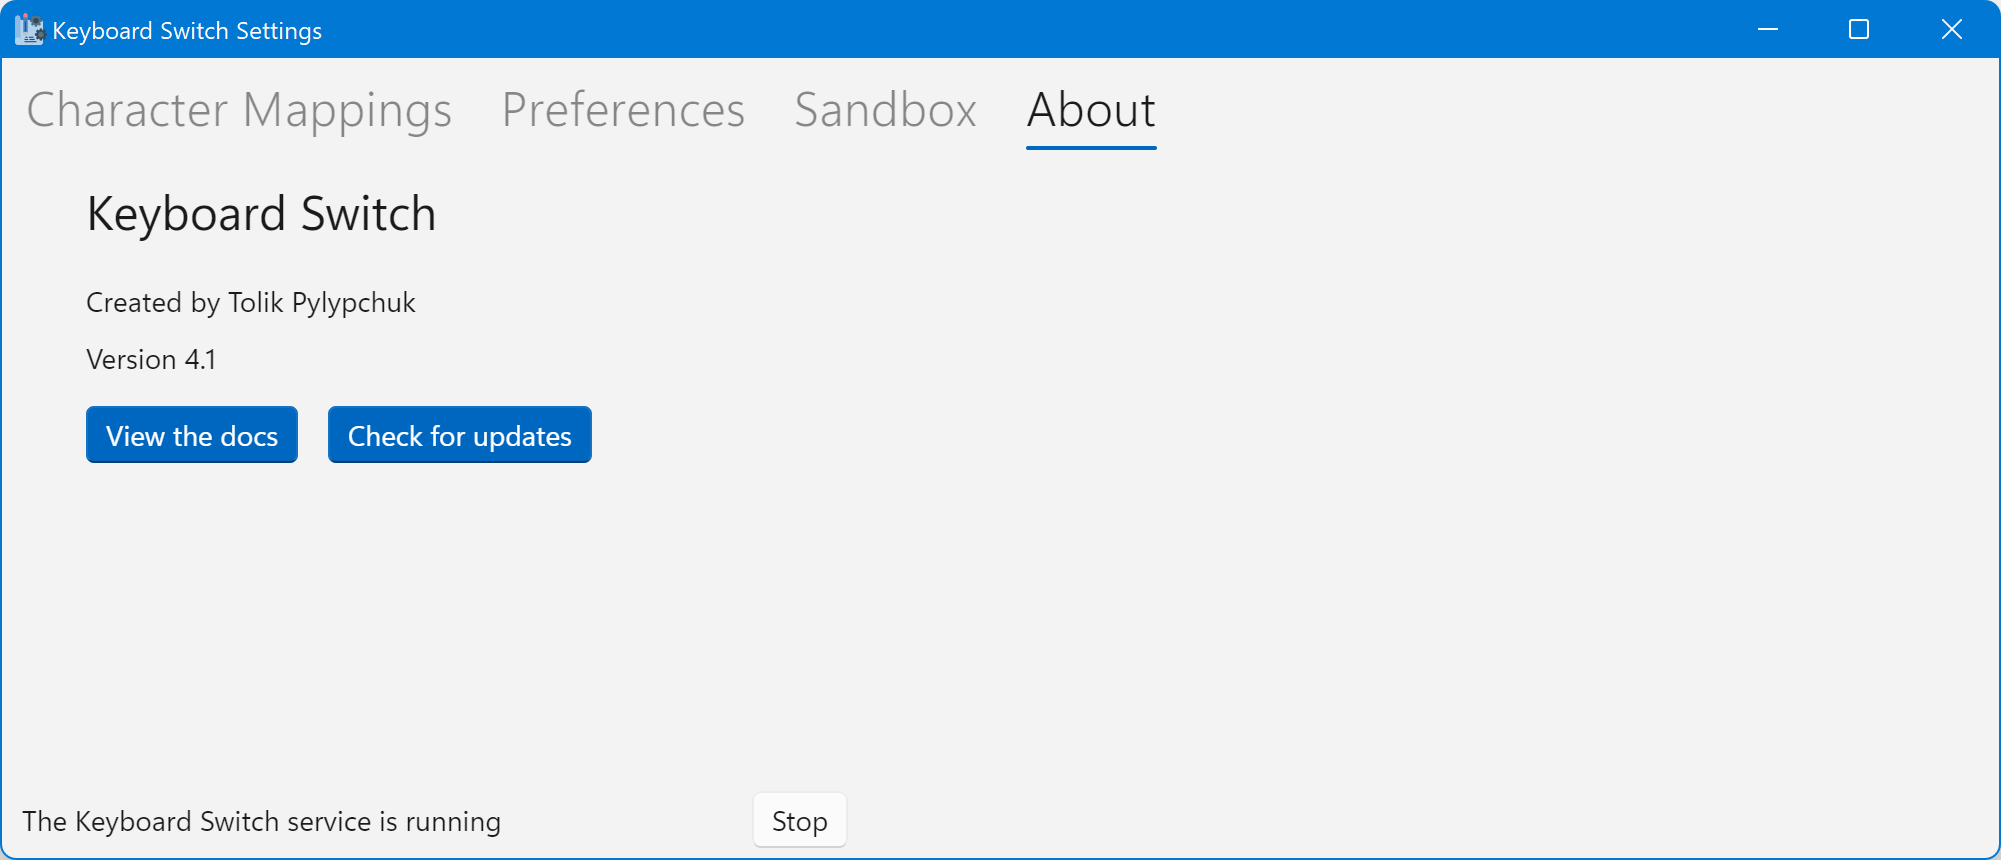 Keyboard Switch Settings
Character Mappings Preferences Sandbox About
Keyboard Switch
Created by Tolik Pylypchuk
Version 4.1
View the docs Check for updates
The Keyboard Switch service is running Stop